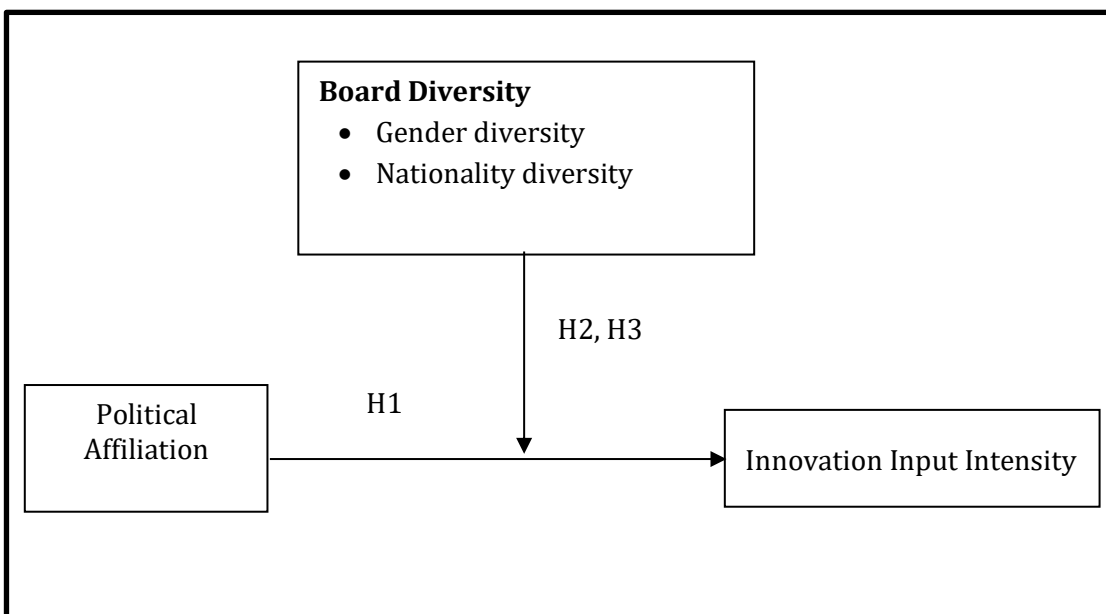 Board Diversity
• Gender diversity
• Nationality diversity
H2, H3
H1
Political
Affiliation
Innovation Input Intensity